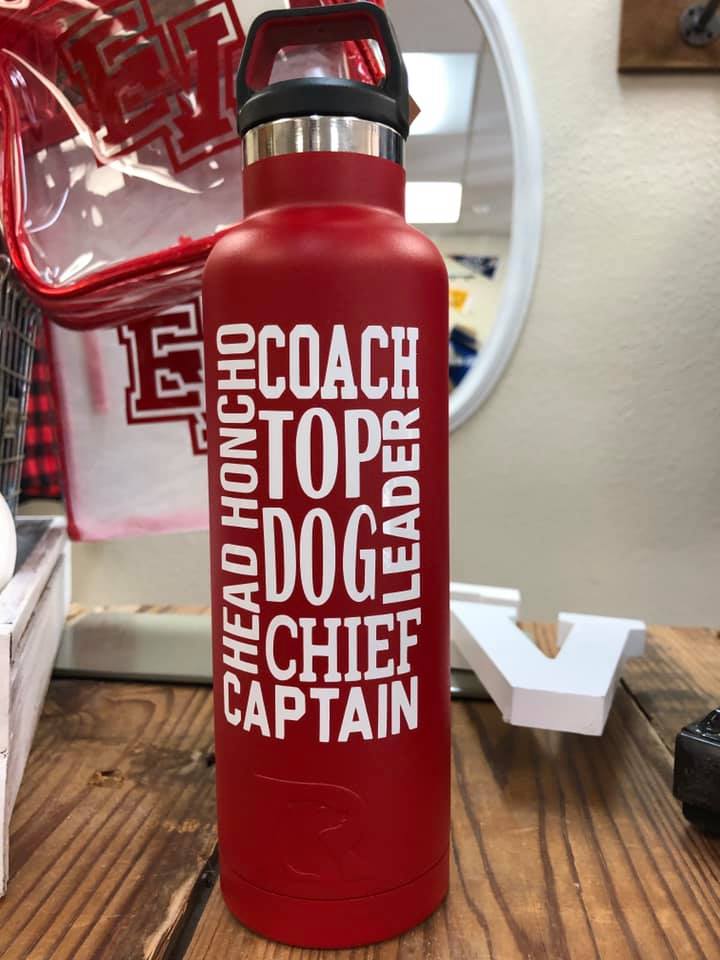 HEAD HONCHO
COACH
TOP
DOG
LEADER
CHIEF
CAPTAIN
R
V